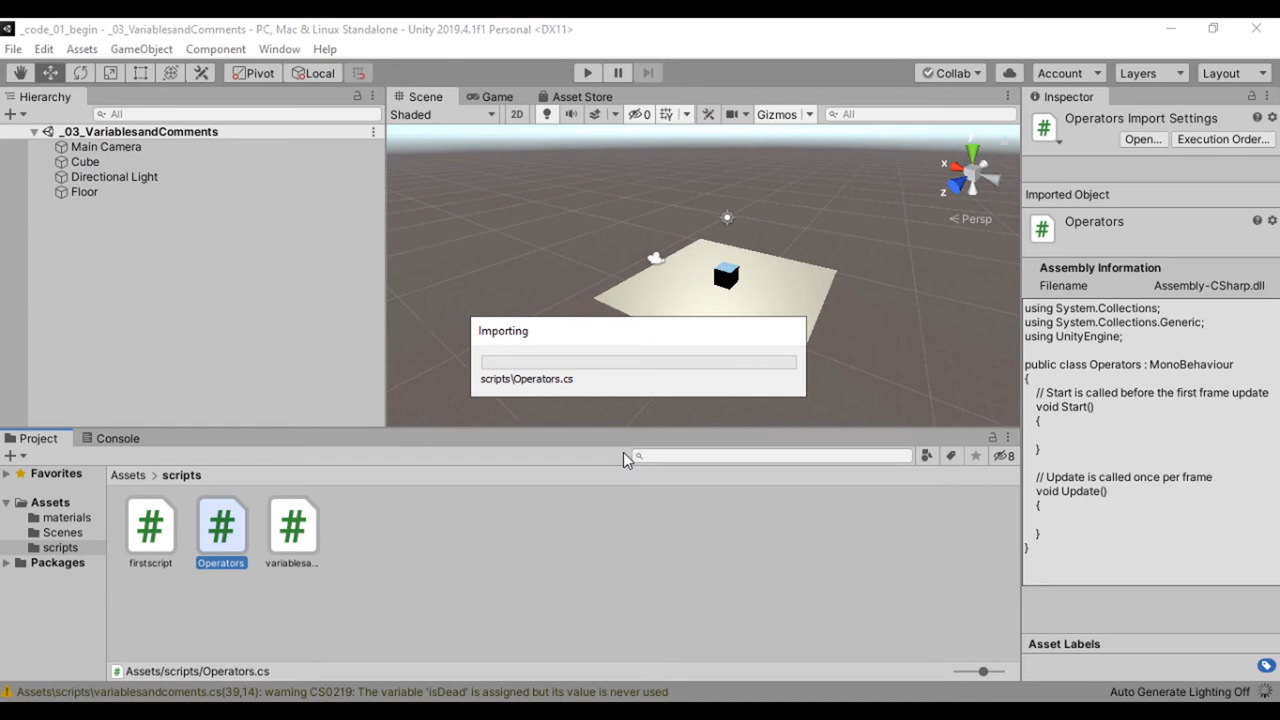 _code_01_begin - _03_VariablesandComments - PC, Mac & Linux Standalone - Unity 2019.4.1f1 Personal <DX11>
File Edit Assets GameObject Component Window Help
Pivot Local Collab Account Layers Layout
Hierarchy
All
_03_VariablesandComments
Main Camera
Cube
Directional Light
Floor
Scene Game Asset Store
Shaded 2D 0 Gizmos All
x
z
Persp
Importing
scripts\Operators.cs
Inspector
Operators Import Settings
Open... Execution Order...
Imported Object
Operators
Assembly Information
Filename Assembly-CSharp.dll
using System.Collections;
using System.Collections.Generic;
using UnityEngine;
public class Operators : MonoBehaviour
{
// Start is called before the first frame update
void Start()
{
}
// Update is called once per frame
void Update()
{
}
}
Asset Labels
Project Console
8
Favorites
Assets
materials
Scenes
scripts
Packages
Assets > scripts
firstscript Operators variablesa...
Assets/scripts/Operators.cs
Assets\scripts\variablesandcoments.cs(39,14): warning CS0219: The variable 'isDead' is assigned but its value is never used
Auto Generate Lighting Off